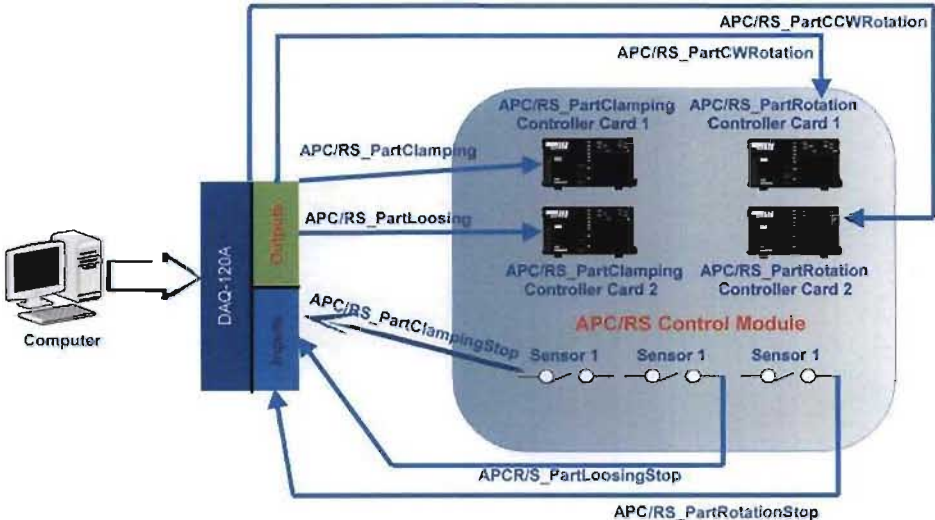 APC/RS_PartCCWRotation
APC/RS_PartCWRotation
APC/RS_PartClamping
Controller Card 1
APC/RS_PartRotation
Controller Card 1
APC/RS_PartClamping
APC/RS_PartLoosing
Outputs
DAQ-120A
Inputs
Computer
APC/RS_PartClamping
Controller Card 2
APC/RS_PartRotation
Controller Card 2
APC/RS_PartClampingStop
APC/RS Control Module
Sensor 1
Sensor 1
Sensor 1
APCR/S_PartLoosingStop
APC/RS_PartRotationStop